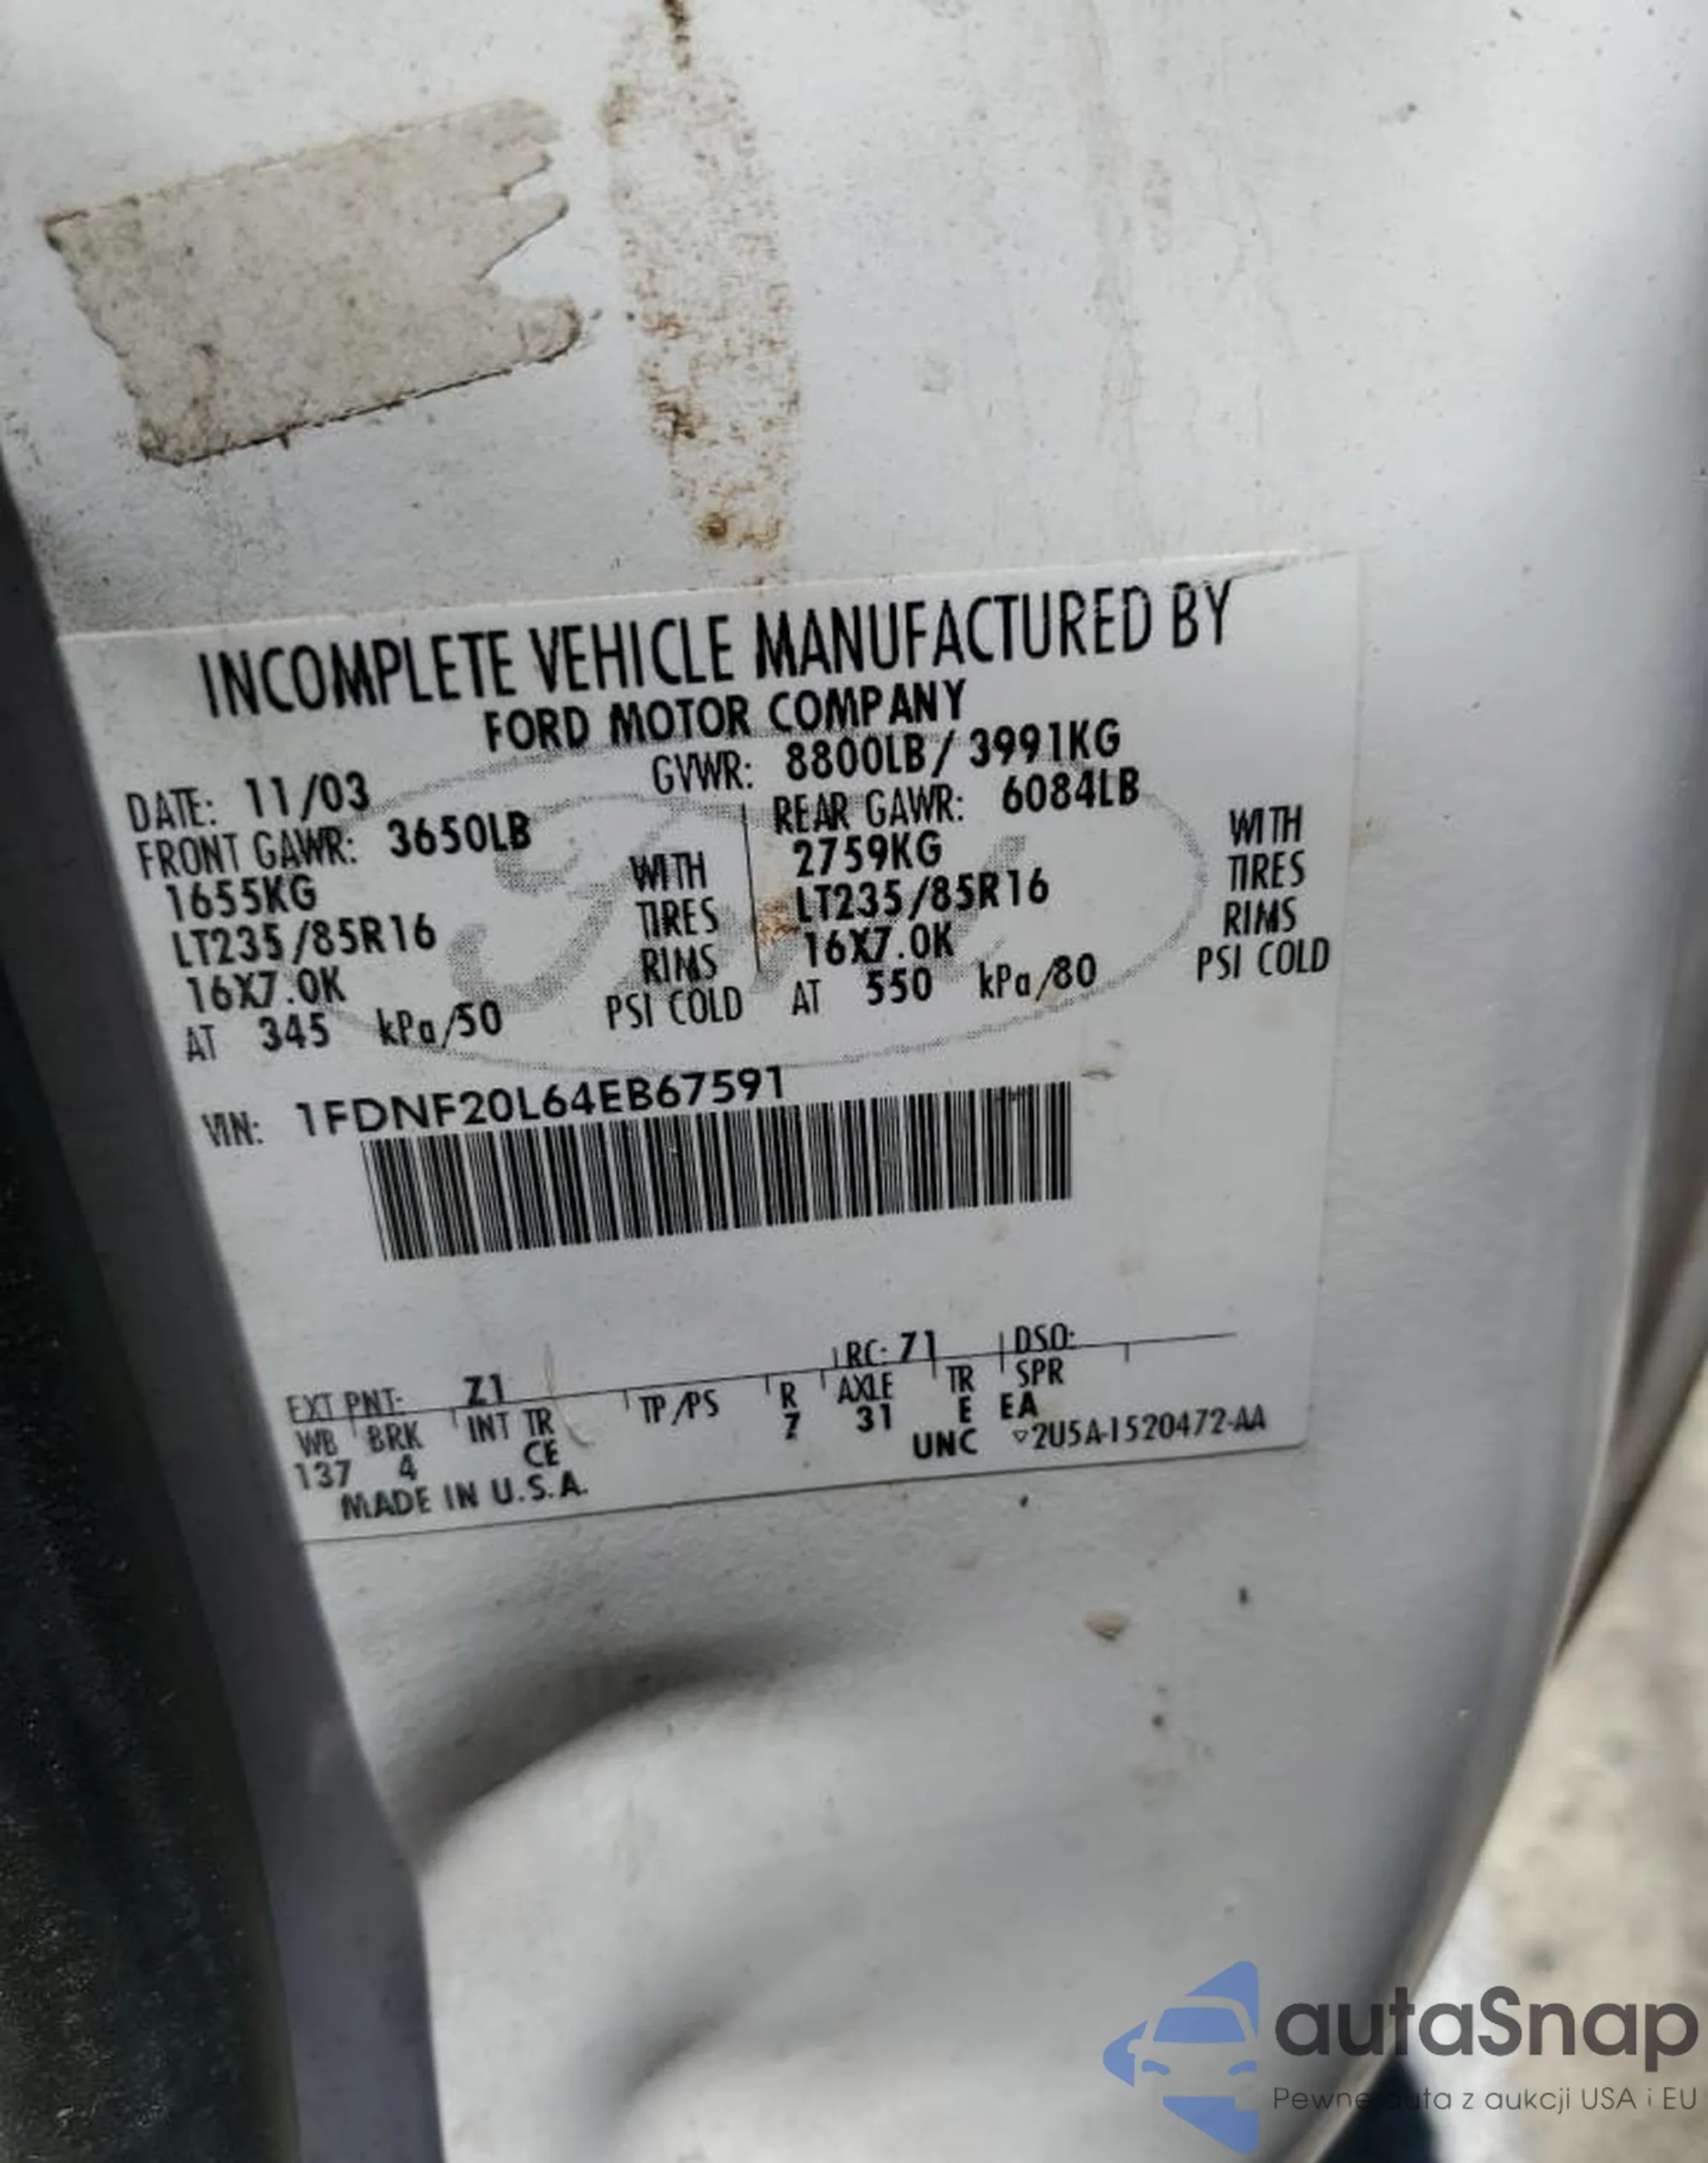 INCOMPLETE VEHICLE MANUFACTURED BY
FORD MOTOR COMPANY
DATE: 11/03 GVWR: 8800LB / 3991KG
FRONT GAWR: 3650LB REAR GAWR: 6084LB
1655KG WITH 2759KG WITH
LT235/85R16 TIRES LT235/85R16 TIRES
16X7.0K RIMS 16X7.0K RIMS
AT 345 kPa/50 PSI COLD AT 550 kPa/80 PSI COLD
VIN: 1FDNF20L64EB67591
EXT PNT: Z1 RC: 71 DSO:
WB BRK INT TR TP/PS R AXLE TR SPR
137 4 CE Z 31 E EA
MADE IN U.S.A. UNC ▽2U5A-1520472-AA
autaSnap
Pewne auta z aukcji USA i EU